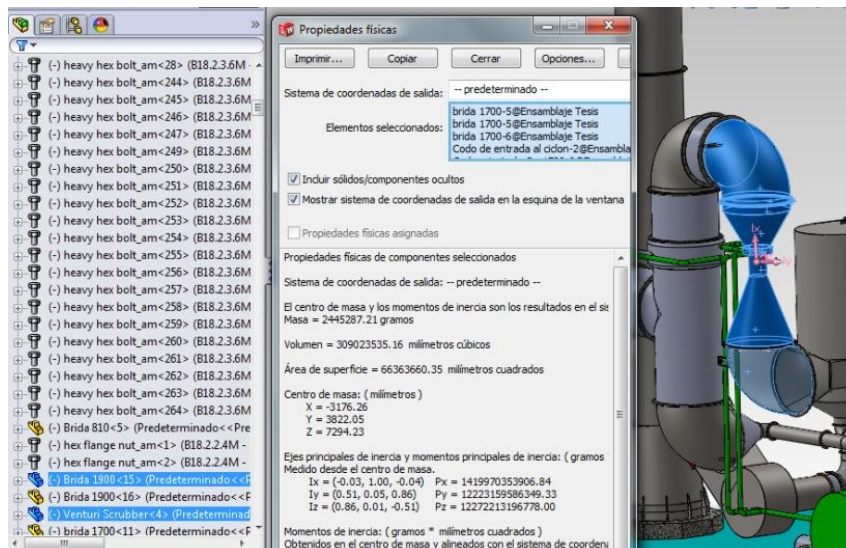 (-) heavy hex bolt_am<28> (B18.2.3.6M -
(-) heavy hex bolt_am<244> (B18.2.3.6M
(-) heavy hex bolt_am<245> (B18.2.3.6M
(-) heavy hex bolt_am<246> (B18.2.3.6M
(-) heavy hex bolt_am<247> (B18.2.3.6M
(-) heavy hex bolt_am<249> (B18.2.3.6M
(-) heavy hex bolt_am<250> (B18.2.3.6M
(-) heavy hex bolt_am<251> (B18.2.3.6M
(-) heavy hex bolt_am<252> (B18.2.3.6M
(-) heavy hex bolt_am<253> (B18.2.3.6M
(-) heavy hex bolt_am<254> (B18.2.3.6M
(-) heavy hex bolt_am<255> (B18.2.3.6M
(-) heavy hex bolt_am<256> (B18.2.3.6M
(-) heavy hex bolt_am<257> (B18.2.3.6M
(-) heavy hex bolt_am<258> (B18.2.3.6M
(-) heavy hex bolt_am<259> (B18.2.3.6M
(-) heavy hex bolt_am<260> (B18.2.3.6M
(-) heavy hex bolt_am<261> (B18.2.3.6M
(-) heavy hex bolt_am<262> (B18.2.3.6M
(-) heavy hex bolt_am<263> (B18.2.3.6M
(-) heavy hex bolt_am<264> (B18.2.3.6M
(-) Brida 810<5> (Predeterminado<<Pre
(-) hex flange nut_am<1> (B18.2.2.4M -
(-) hex flange nut_am<2> (B18.2.2.4M -
(-) Brida 1900<15> (Predeterminado<<P
(-) Brida 1900<16> (Predeterminado<<P
(-) Venturi Scrubber<4> (Predeterminad
(-) brida 1700<11> (Predeterminado<<F
Propiedades físicas
Imprimir... Copiar Cerrar Opciones...
Sistema de coordenadas de salida: -- predeterminado --
brida 1700-5@Ensamblaje Tesis
brida 1700-5@Ensamblaje Tesis
Elementos seleccionados: brida 1700-6@Ensamblaje Tesis
Codo de entrada al ciclon-2@Ensambla
Incluir sólidos/componentes ocultos
Mostrar sistema de coordenadas de salida en la esquina de la ventana
Propiedades físicas asignadas
Propiedades físicas de componentes seleccionados
Sistema de coordenadas de salida: -- predeterminado --
El centro de masa y los momentos de inercia son los resultados en el sis
Masa = 2445287.21 gramos
Volumen = 309023535.16 milímetros cúbicos
Área de superficie = 66363660.35 milímetros cuadrados
Centro de masa: ( milímetros )
X = -3176.26
Y = 3822.05
Z = 7294.23
Ejes principales de inercia y momentos principales de inercia: ( gramos
Medido desde el centro de masa.
Ix = (-0.03, 1.00, -0.04) Px = 1419970353906.84
Iy = (0.51, 0.05, 0.86) Py = 12223159586349.33
Iz = (0.86, 0.01, -0.51) Pz = 12272213196778.00
Momentos de inercia: ( gramos * milímetros cuadrados )
Obtenidos en el centro de masa y alineados con el sistema de coorden